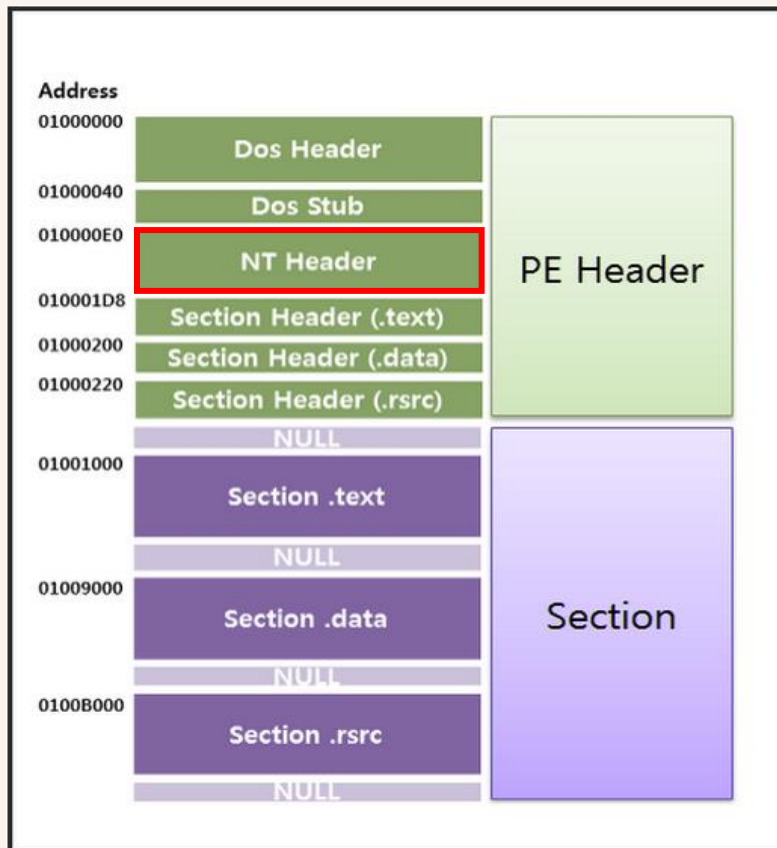 Address
01000000
Dos Header
01000040
Dos Stub
010000E0
NT Header
PE Header
010001D8
Section Header (.text)
01000200
Section Header (.data)
01000220
Section Header (.rsrc)
NULL
01001000
Section .text
NULL
01009000
Section .data
Section
NULL
0100B000
Section .rsrc
NULL